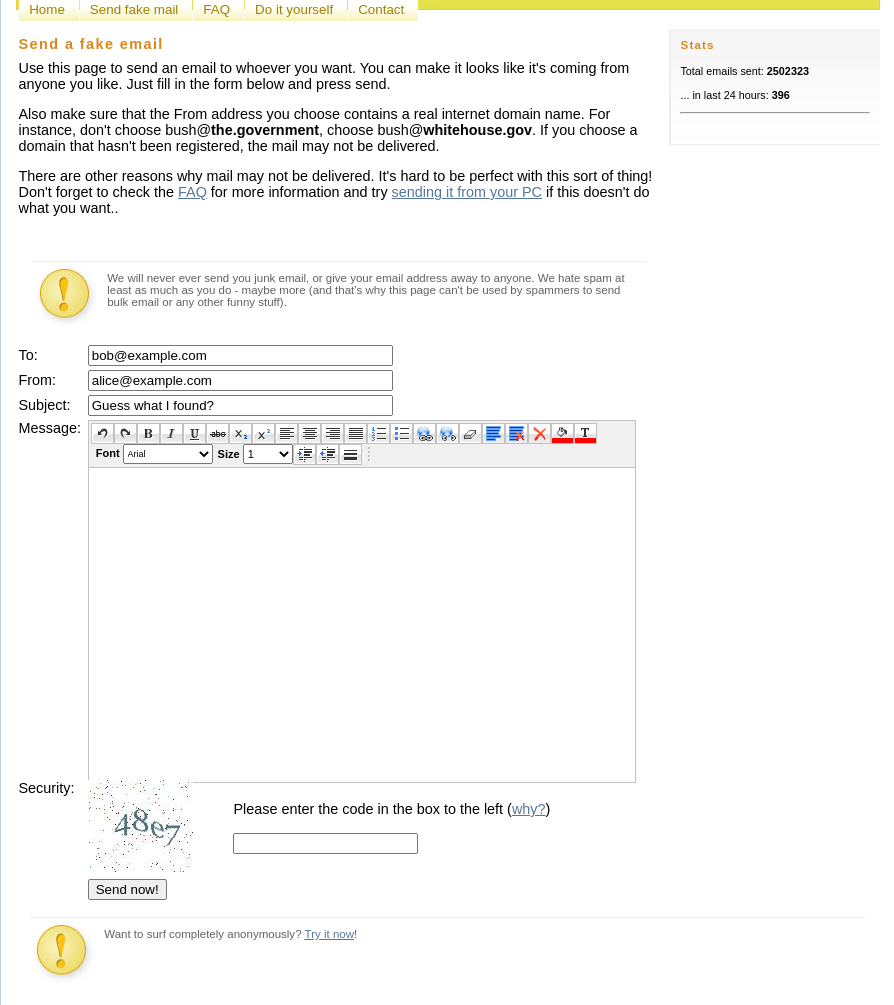 Home Send fake mail FAQ Do it yourself Contact
Send a fake email
Use this page to send an email to whoever you want. You can make it looks like it's coming from
anyone you like. Just fill in the form below and press send.
Also make sure that the From address you choose contains a real internet domain name. For
instance, don't choose bush@the.government, choose bush@whitehouse.gov. If you choose a
domain that hasn't been registered, the mail may not be delivered.
There are other reasons why mail may not be delivered. It's hard to be perfect with this sort of thing!
Don't forget to check the FAQ for more information and try sending it from your PC if this doesn't do
what you want..
Stats
Total emails sent: 2502323
... in last 24 hours: 396
We will never ever send you junk email, or give your email address away to anyone. We hate spam at
least as much as you do - maybe more (and that's why this page can't be used by spammers to send
bulk email or any other funny stuff).
To: bob@example.com
From: alice@example.com
Subject: Guess what I found?
Message:
B I U abc X2 X2 T
Font Arial Size 1
Security:
48e7
Please enter the code in the box to the left (why?)
Send now!
Want to surf completely anonymously? Try it now!